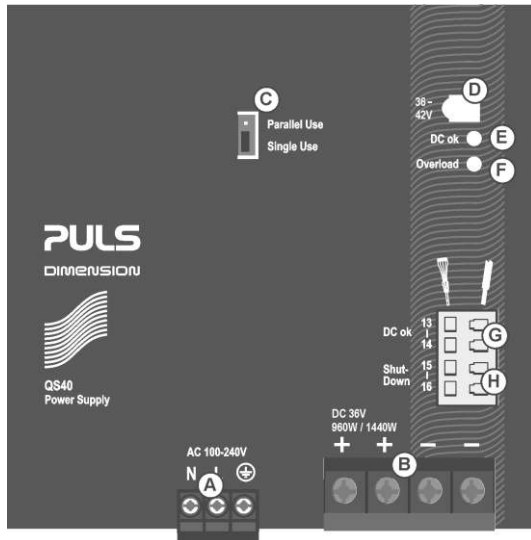 C
Parallel Use
Single Use
D
36 –
42V
DC ok
E
Overload
F
PULS
DIMENSION
QS40
Power Supply
DC ok
13
14
G
Shut-
Down
15
16
H
DC 36V
960W / 1440W
+ + – –
B
AC 100-240V
N L
A